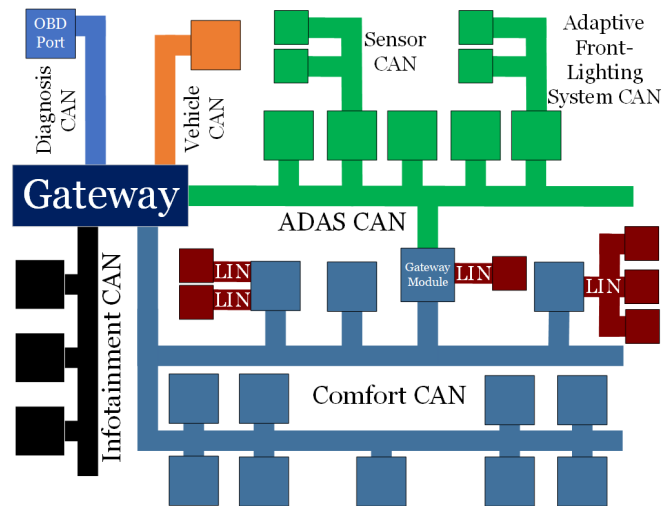 OBD
Port
Diagnosis
CAN
Vehicle
CAN
Sensor
CAN
Adaptive
Front-
Lighting
System CAN
Gateway
ADAS CAN
Infotainment CAN
LIN
LIN
Gateway
Module
LIN
LIN
Comfort CAN